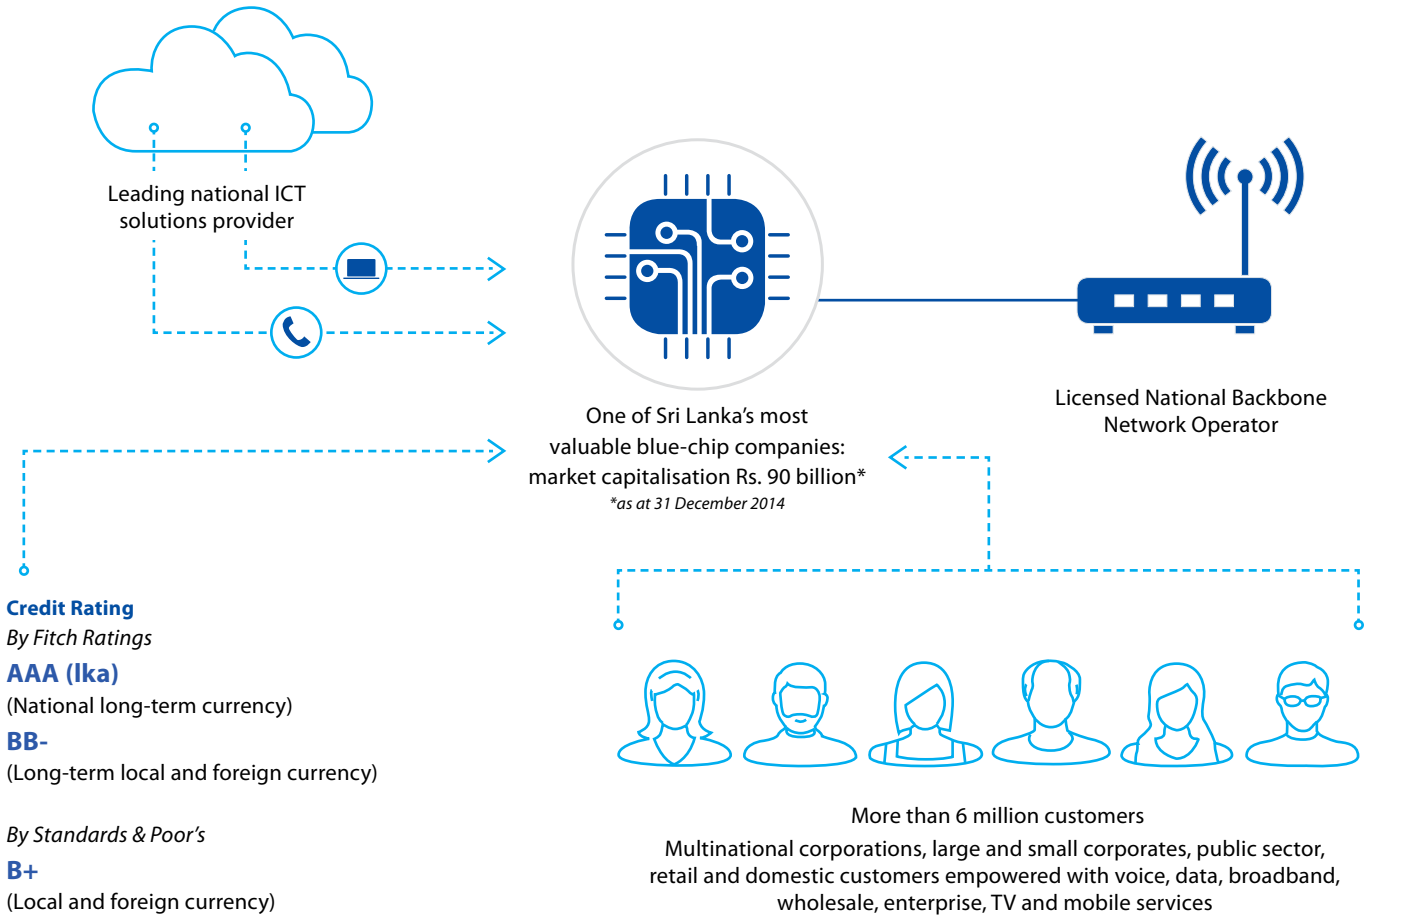 Leading national ICT
solutions provider
One of Sri Lanka's most
valuable blue-chip companies:
market capitalisation Rs. 90 billion*
*as at 31 December 2014
Licensed National Backbone
Network Operator
Credit Rating
By Fitch Ratings
AAA (lka)
(National long-term currency)
BB-
(Long-term local and foreign currency)
By Standards & Poor's
B+
(Local and foreign currency)
More than 6 million customers
Multinational corporations, large and small corporates, public sector,
retail and domestic customers empowered with voice, data, broadband,
wholesale, enterprise, TV and mobile services